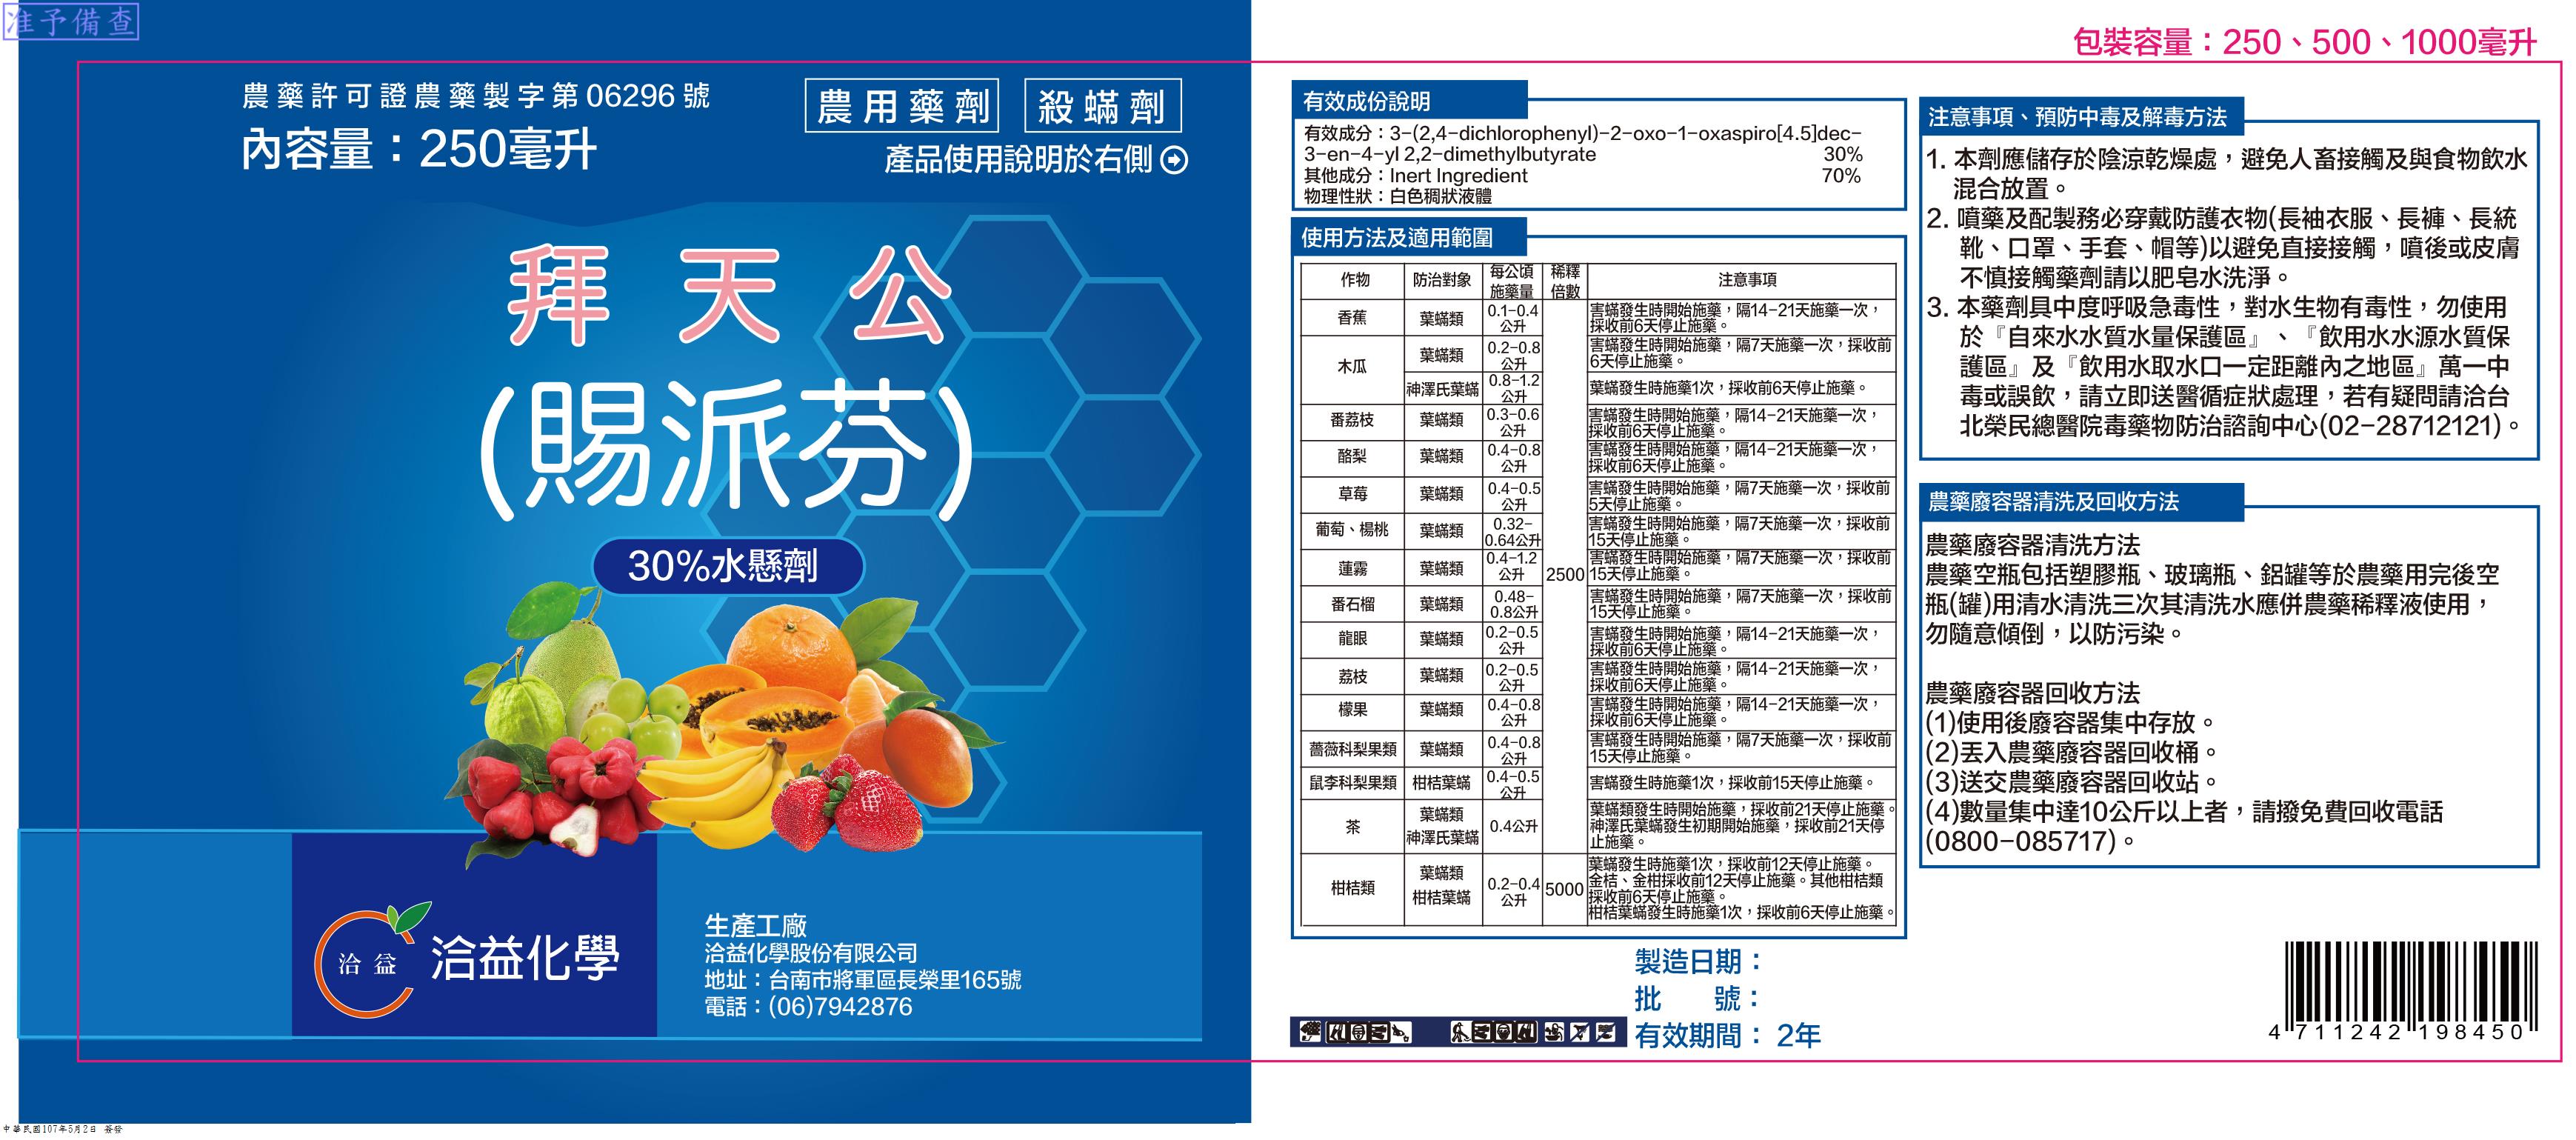 准予備查
包裝容量：250、500、1000毫升
農藥許可證農藥製字第06296號
內容量：250毫升
農用藥劑
殺蟎劑
產品使用說明於右側
拜天公
(賜派芬)
30%水懸劑
洽益
洽益化學
生產工廠
洽益化學股份有限公司
地址：台南市將軍區長榮里165號
電話：(06)7942876
有效成份說明
有效成分：3-(2,4-dichlorophenyl)-2-oxo-1-oxaspiro[4.5]dec-
3-en-4-yl 2,2-dimethylbutyrate 30%
其他成分：Inert Ingredient 70%
物理性狀：白色稠狀液體
使用方法及適用範圍
作物 防治對象 每公頃施藥量 稀釋倍數 注意事項
香蕉 葉蟎類 0.1-0.4公升 害蟎發生時開始施藥，隔14-21天施藥一次，
採收前6天停止施藥。
木瓜 葉蟎類 0.2-0.8公升 害蟎發生時開始施藥，隔7天施藥一次，採收前
6天停止施藥。
神澤氏葉蟎 0.8-1.2公升 葉蟎發生時施藥1次，採收前6天停止施藥。
番荔枝 葉蟎類 0.3-0.6公升 害蟎發生時開始施藥，隔14-21天施藥一次，
採收前6天停止施藥。
酪梨 葉蟎類 0.4-0.8公升 害蟎發生時開始施藥，隔14-21天施藥一次，
採收前6天停止施藥。
草莓 葉蟎類 0.4-0.5公升 害蟎發生時開始施藥，隔7天施藥一次，採收前
5天停止施藥。
葡萄、楊桃 葉蟎類 0.32-0.64公升 害蟎發生時開始施藥，隔7天施藥一次，採收前
15天停止施藥。
蓮霧 葉蟎類 0.4-1.2公升 2500 害蟎發生時開始施藥，隔7天施藥一次，採收前
15天停止施藥。
番石榴 葉蟎類 0.48-0.8公升 害蟎發生時開始施藥，隔7天施藥一次，採收前
15天停止施藥。
龍眼 葉蟎類 0.2-0.5公升 害蟎發生時開始施藥，隔14-21天施藥一次，
採收前6天停止施藥。
荔枝 葉蟎類 0.2-0.5公升 害蟎發生時開始施藥，隔14-21天施藥一次，
採收前6天停止施藥。
檬果 葉蟎類 0.4-0.8公升 害蟎發生時開始施藥，隔14-21天施藥一次，
採收前6天停止施藥。
薔薇科梨果類 葉蟎類 0.4-0.8公升 害蟎發生時開始施藥，隔7天施藥一次，採收前
15天停止施藥。
鼠李科梨果類 柑桔葉蟎 0.4-0.5公升 害蟎發生時施藥1次，採收前15天停止施藥。
茶 葉蟎類 神澤氏葉蟎 0.4公升 葉蟎類發生時開始施藥，採收前21天停止施藥。
神澤氏葉蟎發生初期開始施藥，採收前21天停
止施藥。
柑桔類 葉蟎類 柑桔葉蟎 0.2-0.4公升 5000 葉蟎發生時施藥1次，採收前12天停止施藥。
金桔、金柑採收前12天停止施藥。其他柑桔類
採收前6天停止施藥。
柑桔葉蟎發生時施藥1次，採收前6天停止施藥。
製造日期：
批 號：
有效期間：2年
注意事項、預防中毒及解毒方法
1. 本劑應儲存於陰涼乾燥處，避免人畜接觸及與食物飲水
混合放置。
2. 噴藥及配製務必穿戴防護衣物(長袖衣服、長褲、長統
靴、口罩、手套、帽等)以避免直接接觸，噴後或皮膚
不慎接觸藥劑請以肥皂水洗淨。
3. 本藥劑具中度呼吸急毒性，對水生物有毒性，勿使用
於『自來水水質水量保護區』、『飲用水水源水質保
護區』及『飲用水取水口一定距離內之地區』萬一中
毒或誤飲，請立即送醫循症狀處理，若有疑問請洽台
北榮民總醫院毒藥物防治諮詢中心(02-28712121)。
農藥廢容器清洗及回收方法
農藥廢容器清洗方法
農藥空瓶包括塑膠瓶、玻璃瓶、鋁罐等於農藥用完後空
瓶(罐)用清水清洗三次其清洗水應併農藥稀釋液使用，
勿隨意傾倒，以防污染。
農藥廢容器回收方法
(1)使用後廢容器集中存放。
(2)丟入農藥廢容器回收桶。
(3)送交農藥廢容器回收站。
(4)數量集中達10公斤以上者，請撥免費回收電話
(0800-085717)。
4 711242 198450
中華民國107年5月2日 簽發